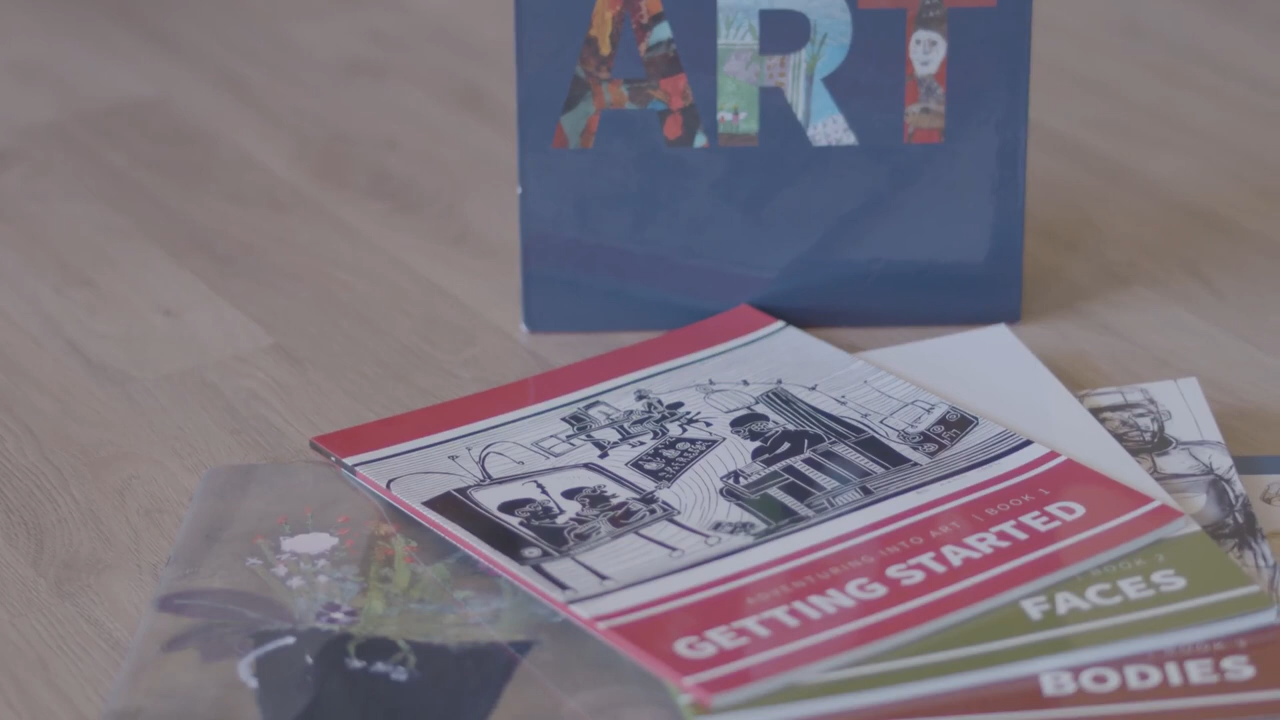 ART
ADVENTURING INTO ART | BOOK 1
GETTING STARTED
BOOK 2
FACES
BOOK 3
BODIES